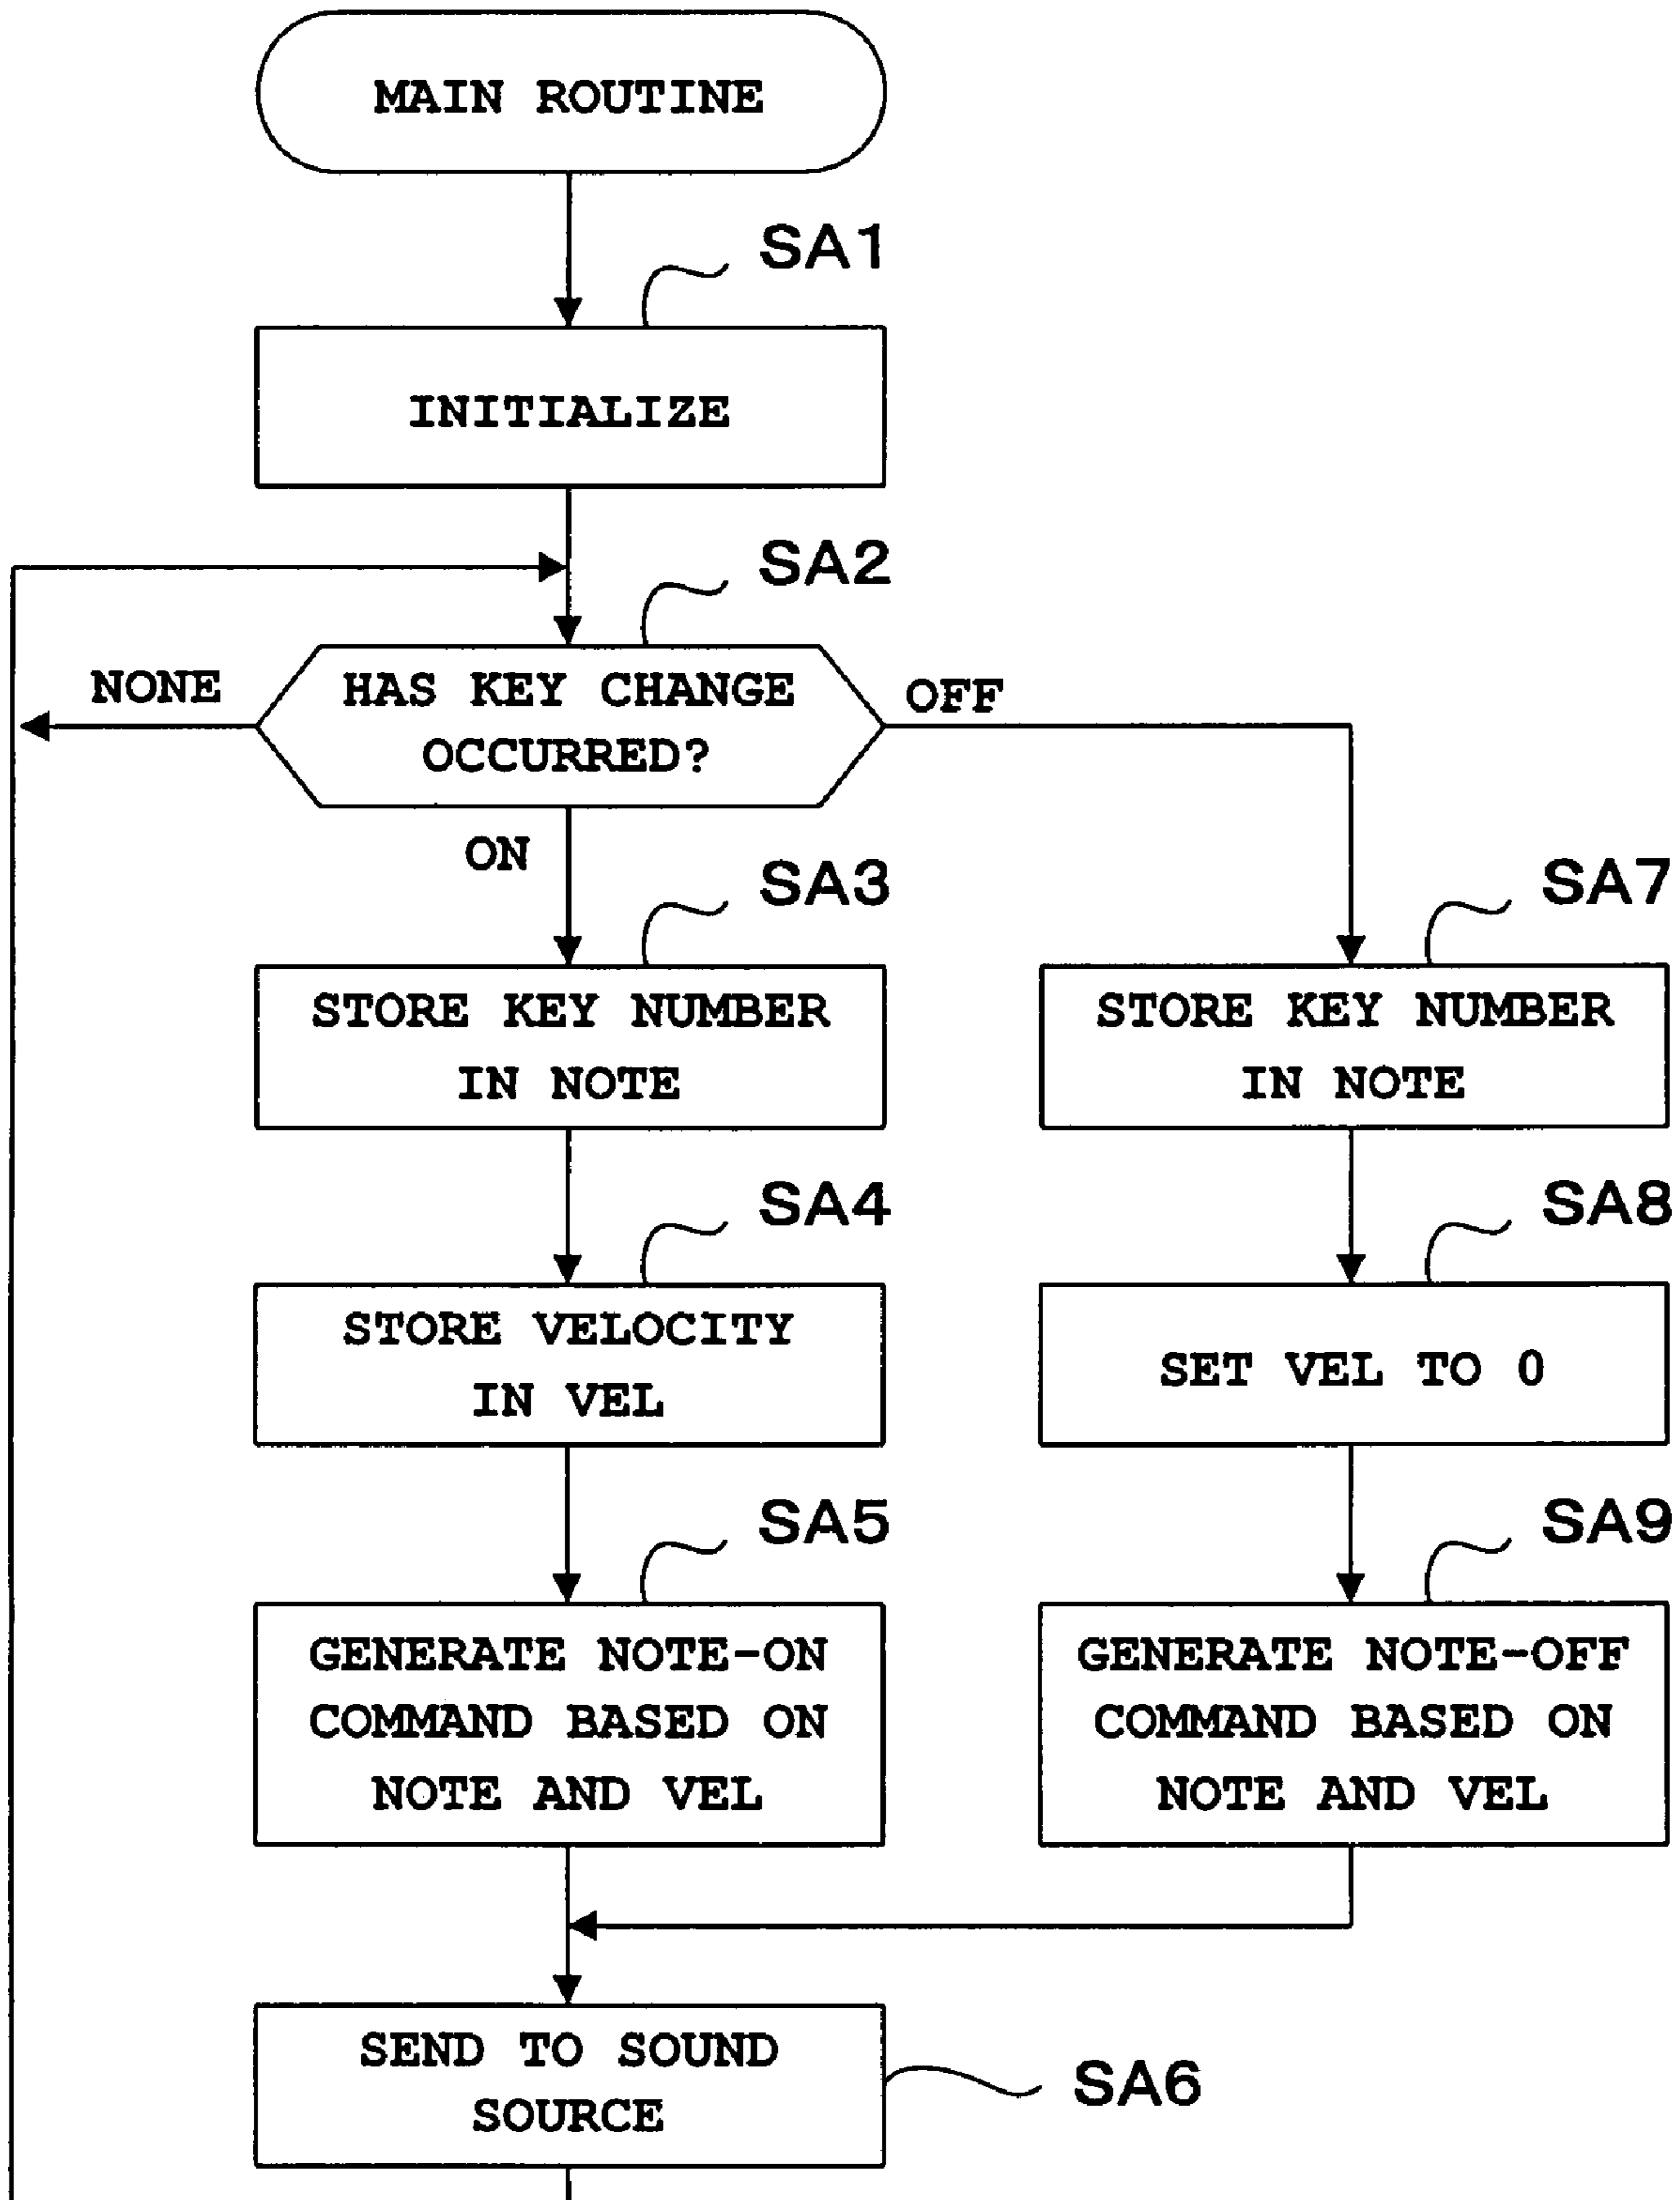 MAIN ROUTINE
SA1
INITIALIZE
SA2
HAS KEY CHANGE
OCCURRED?
NONE
OFF
ON
SA3
STORE KEY NUMBER
IN NOTE
SA7
STORE KEY NUMBER
IN NOTE
SA4
STORE VELOCITY
IN VEL
SA8
SET VEL TO 0
SA5
GENERATE NOTE-ON
COMMAND BASED ON
NOTE AND VEL
SA9
GENERATE NOTE-OFF
COMMAND BASED ON
NOTE AND VEL
SEND TO SOUND
SOURCE
SA6